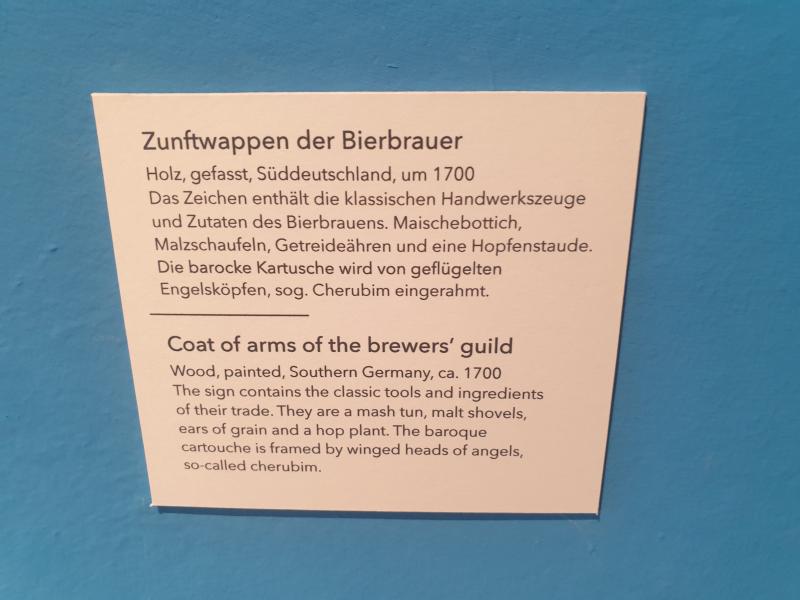 Zunftwappen der Bierbrauer
Holz, gefasst, Süddeutschland, um 1700
Das Zeichen enthält die klassischen Handwerkszeuge
und Zutaten des Bierbrauens. Maischebottich,
Malzschaufeln, Getreideähren und eine Hopfenstaude.
Die barocke Kartusche wird von geflügelten
Engelsköpfen, sog. Cherubim eingerahmt.
Coat of arms of the brewers’ guild
Wood, painted, Southern Germany, ca. 1700
The sign contains the classic tools and ingredients
of their trade. They are a mash tun, malt shovels,
ears of grain and a hop plant. The baroque
cartouche is framed by winged heads of angels,
so-called cherubim.